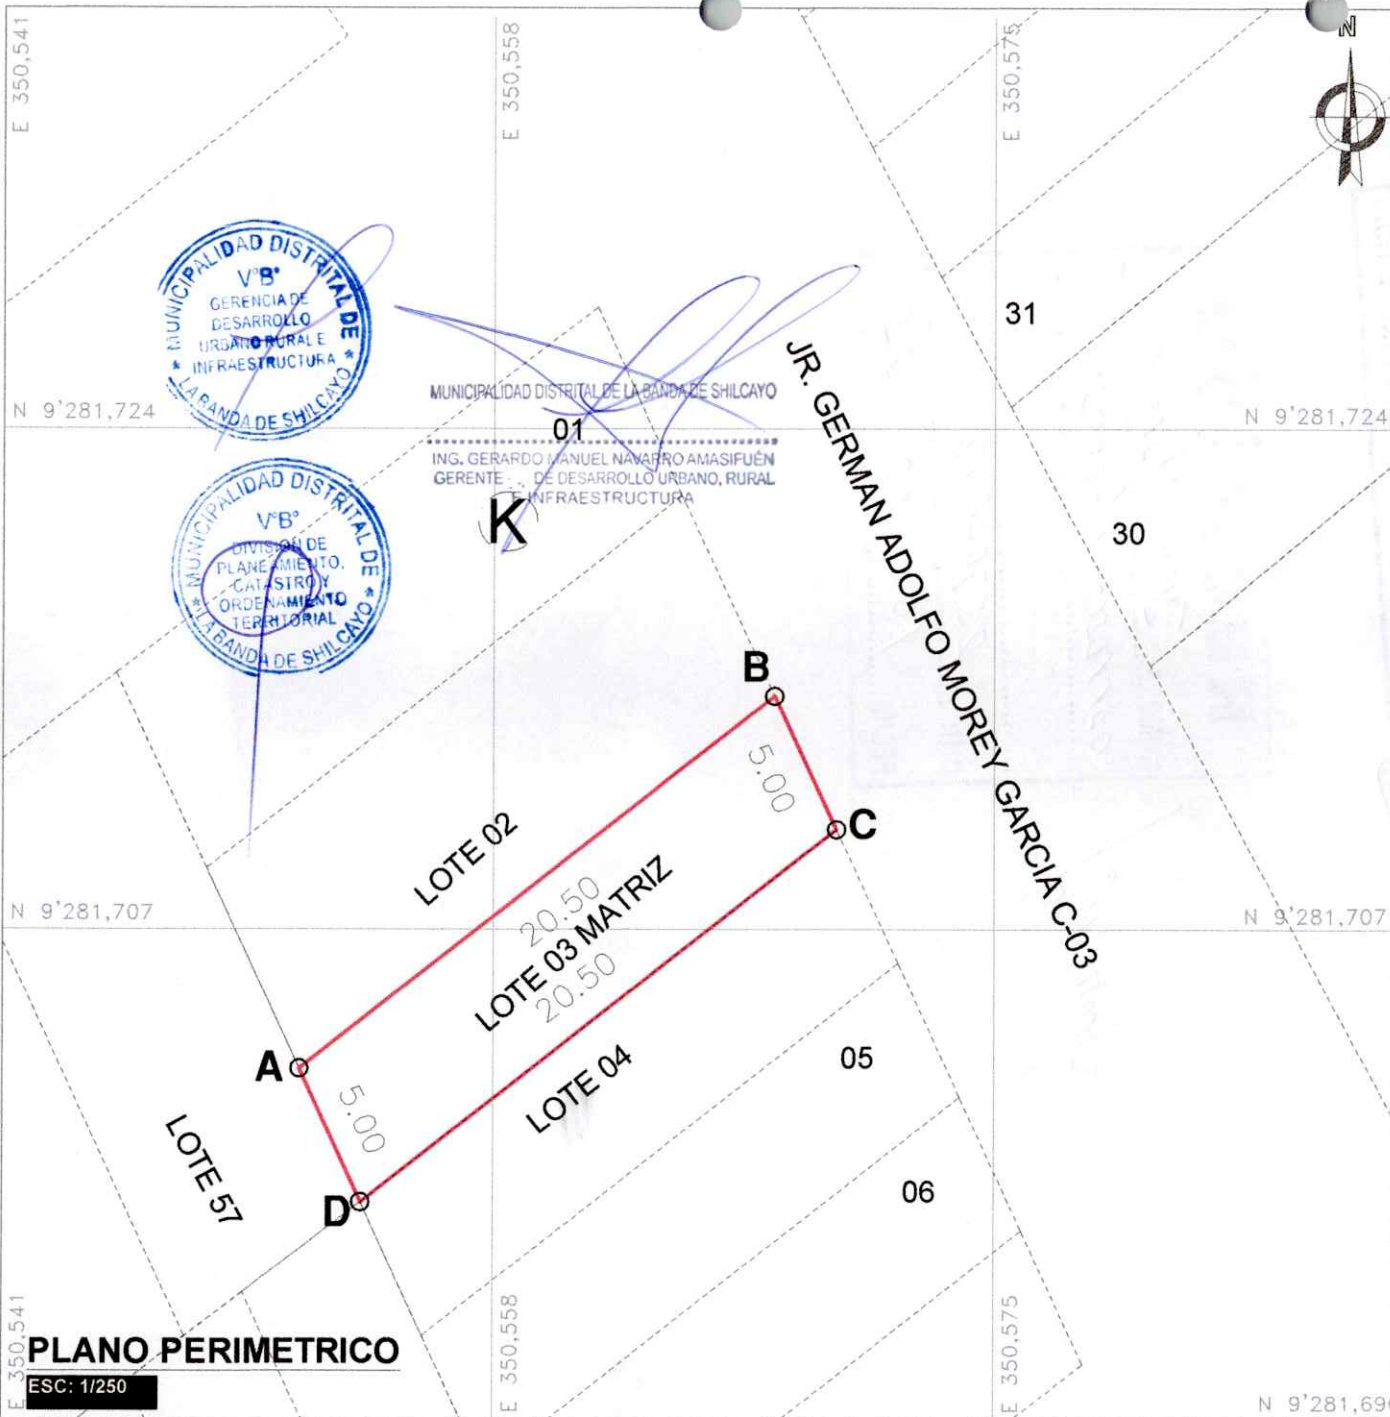 E 350,541
E 350,558
E 350,575
N
MUNICIPALIDAD DISTRITAL DE
V°B°
GERENCIA DE
DESARROLLO
URBANO RURAL E
INFRAESTRUCTURA
* LA BANDA DE SHILCAYO *
31
JR. GERMAN ADOLFO MOREY GARCIA C-03
MUNICIPALIDAD DISTRITAL DE LA BANDA DE SHILCAYO
N 9'281,724
N 9'281,724
01
ING. GERARDO MANUEL NAVARRO AMASIFUÉN
GERENTE DE DESARROLLO URBANO, RURAL
E INFRAESTRUCTURA
K
30
MUNICIPALIDAD DISTRITAL DE
V°B°
DIVISIÓN DE
PLANEAMIENTO,
CATASTRO Y
ORDENAMIENTO
TERRITORIAL
* LA BANDA DE SHILCAYO *
B
5.00
C
LOTE 02
20.50
LOTE 03 MATRIZ
20.50
N 9'281,707
N 9'281,707
A
5.00
LOTE 04
05
LOTE 57
D
06
E 350,541
E 350,558
E 350,575
PLANO PERIMETRICO
ESC: 1/250
N 9'281,690